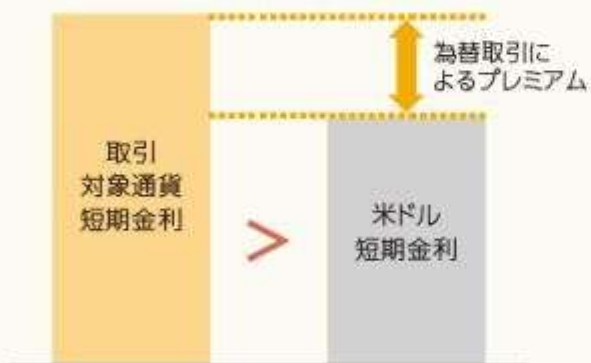 為替取引に
よるプレミアム
取引
対象通貨
短期金利
>
米ドル
短期金利